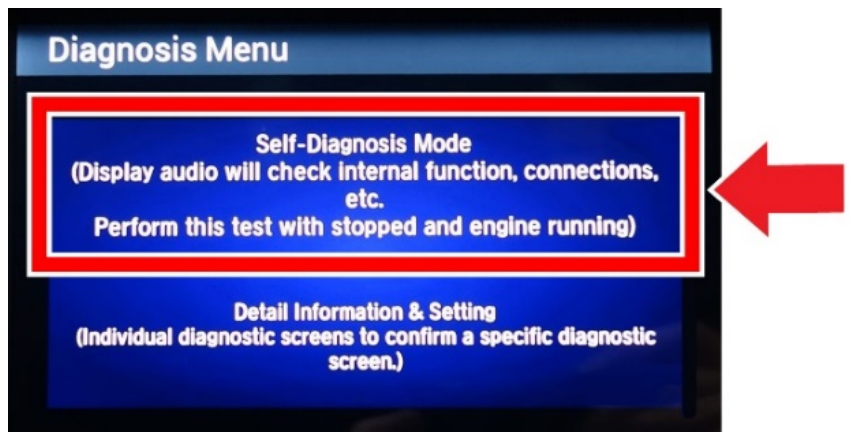 Diagnosis Menu
Self-Diagnosis Mode
(Display audio will check internal function, connections,
etc.
Perform this test with stopped and engine running)
Detail Information & Setting
(Individual diagnostic screens to confirm a specific diagnostic
screen.)